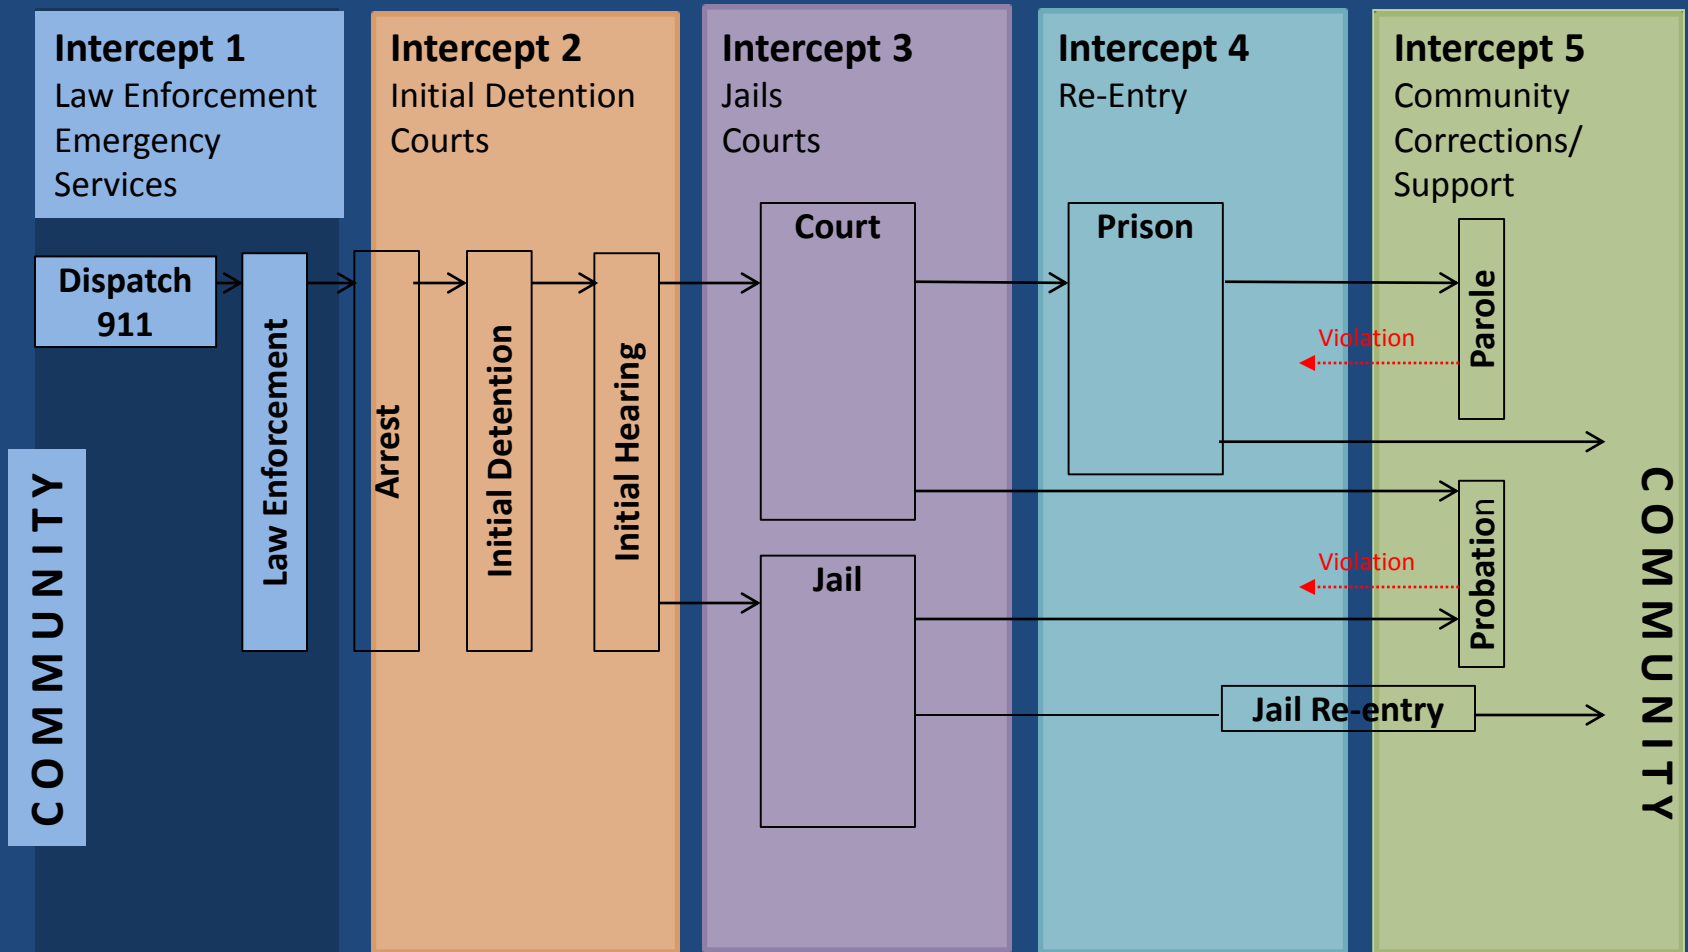 Intercept 1
Law Enforcement
Emergency
Services
Intercept 2
Initial Detention
Courts
Intercept 3
Jails
Courts
Intercept 4
Re-Entry
Intercept 5
Community
Corrections/
Support
Dispatch
911
Law Enforcement
Arrest
Initial Detention
Initial Hearing
Court
Jail
Prison
Parole
Violation
Probation
Violation
Jail Re-entry
COMMUNITY
COMMUNITY